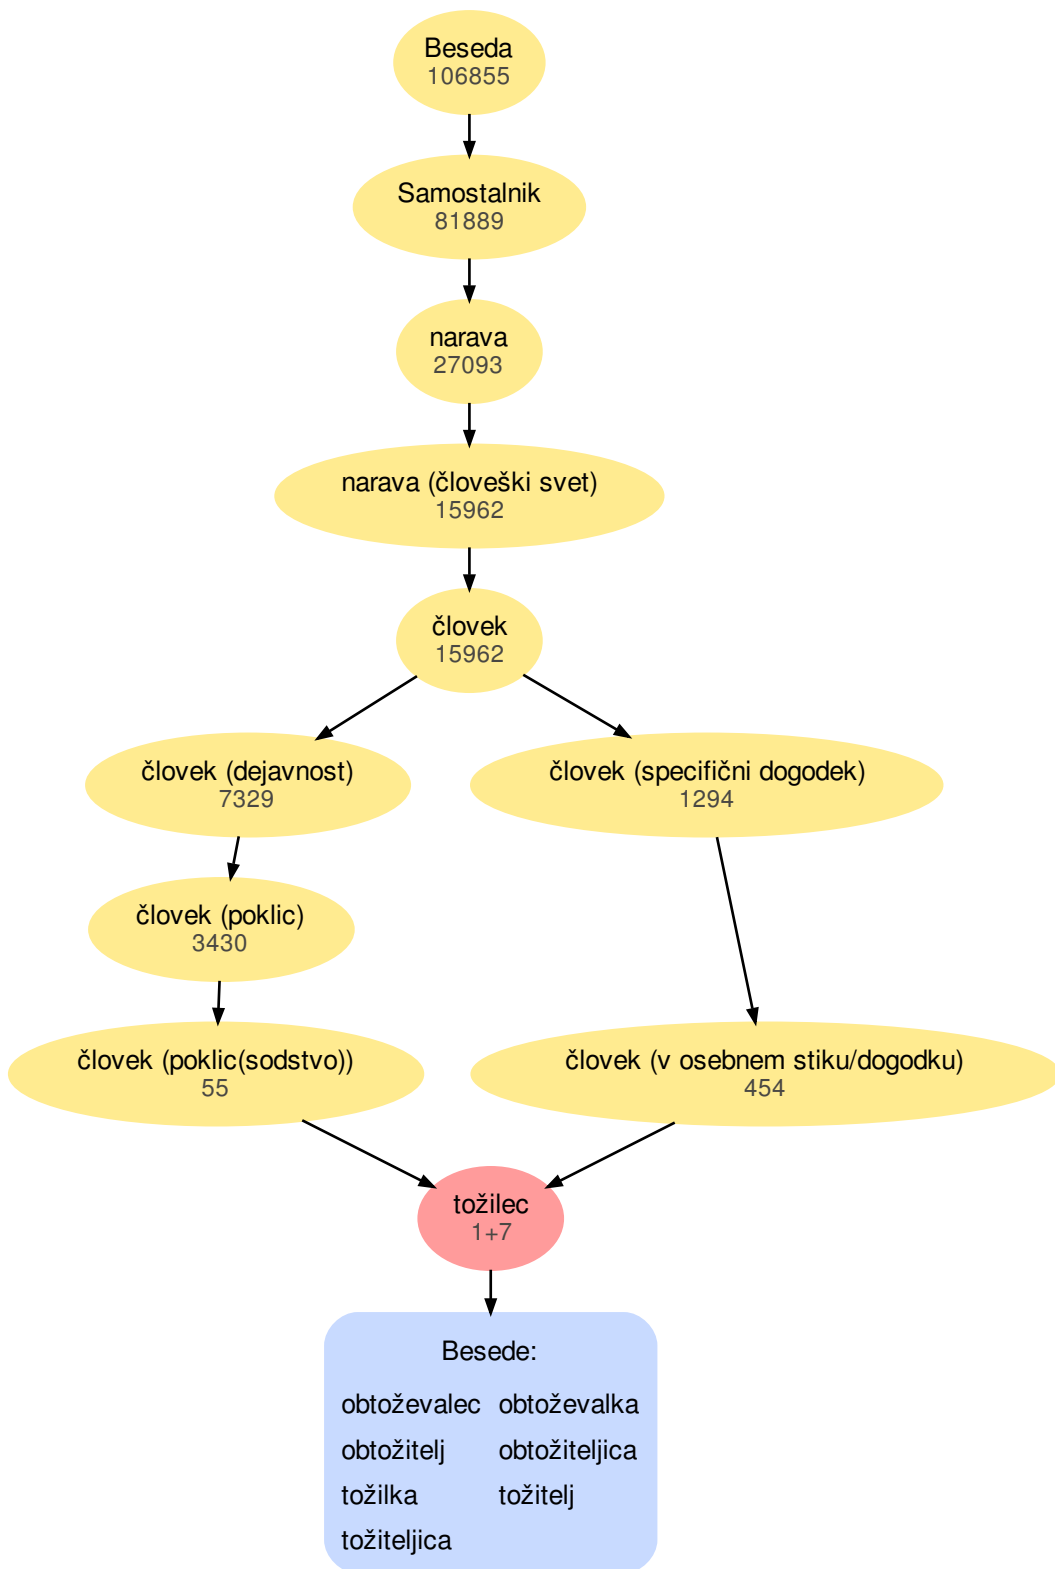 Beseda
106855
Samostalnik
81889
narava
27093
narava (človeški svet)
15962
človek
15962
človek (dejavnost)
7329
človek (specifični dogodek)
1294
človek (poklic)
3430
človek (poklic(sodstvo))
55
človek (v osebnem stiku/dogodku)
454
tožilec
1+7
Besede:
obtoževalec obtoževalka
obtožitelj obtožiteljica
tožilka tožitelj
tožiteljica